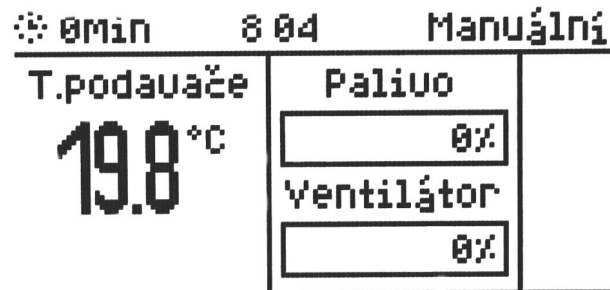 0min 8 04 Manuální
T.podavače
19.8 °C
Palivo
0%
Ventilátor
0%